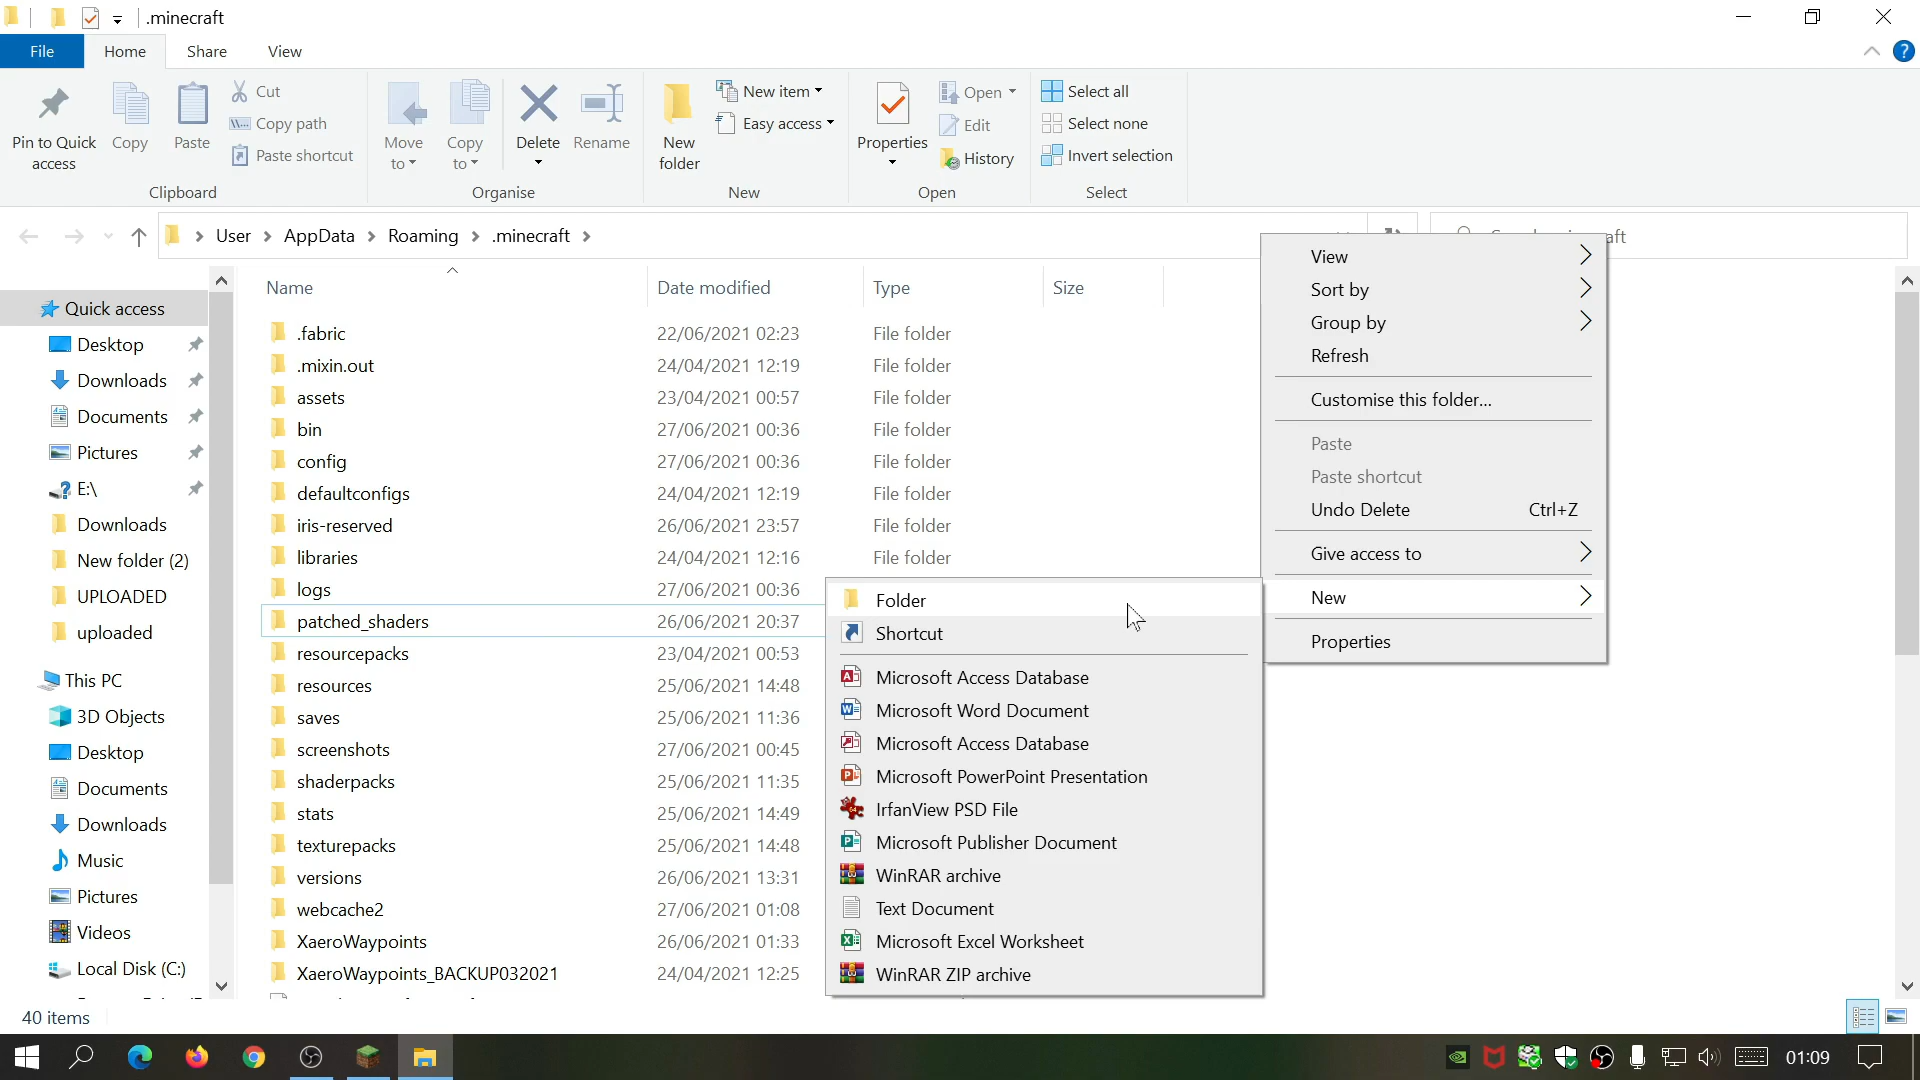 .minecraft
File Home Share View
Pin to Quick access
Copy
Paste
Cut
Copy path
Paste shortcut
Clipboard
Move to
Copy to
Delete
Rename
Organise
New folder
New item
Easy access
New
Properties
Open
Edit
History
Open
Select all
Select none
Invert selection
Select
User > AppData > Roaming > .minecraft >
Name Date modified Type Size
Quick access
Desktop
Downloads
Documents
Pictures
E:\
Downloads
New folder (2)
UPLOADED
uploaded
This PC
3D Objects
Desktop
Documents
Downloads
Music
Pictures
Videos
Local Disk (C:)
.fabric 22/06/2021 02:23 File folder
.mixin.out 24/04/2021 12:19 File folder
assets 23/04/2021 00:57 File folder
bin 27/06/2021 00:36 File folder
config 27/06/2021 00:36 File folder
defaultconfigs 24/04/2021 12:19 File folder
iris-reserved 26/06/2021 23:57 File folder
libraries 24/04/2021 12:16 File folder
logs 27/06/2021 00:36
patched_shaders 26/06/2021 20:37
resourcepacks 23/04/2021 00:53
resources 25/06/2021 14:48
saves 25/06/2021 11:36
screenshots 27/06/2021 00:45
shaderpacks 25/06/2021 11:35
stats 25/06/2021 14:49
texturepacks 25/06/2021 14:48
versions 26/06/2021 13:31
webcache2 27/06/2021 01:08
XaeroWaypoints 26/06/2021 01:33
XaeroWaypoints_BACKUP032021 24/04/2021 12:25
View
Sort by
Group by
Refresh
Customise this folder...
Paste
Paste shortcut
Undo Delete Ctrl+Z
Give access to
New
Properties
Folder
Shortcut
Microsoft Access Database
Microsoft Word Document
Microsoft Access Database
Microsoft PowerPoint Presentation
IrfanView PSD File
Microsoft Publisher Document
WinRAR archive
Text Document
Microsoft Excel Worksheet
WinRAR ZIP archive
40 items
01:09